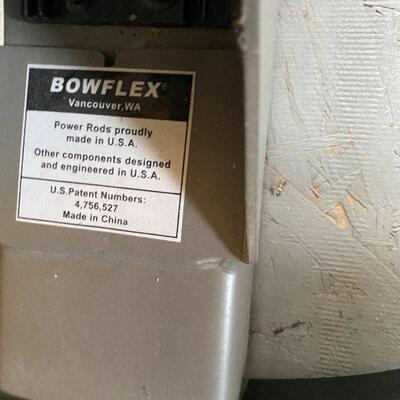 BOWFLEX®
Vancouver,WA
Power Rods proudly
made in U.S.A.
Other components designed
and engineered in U.S.A.
U.S.Patent Numbers:
4,756,527
Made in China